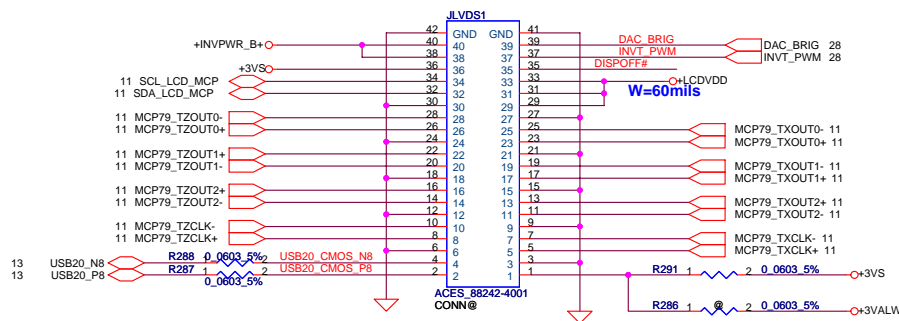 JLVDS1
42 GND GND 41
+INVPWR_B+ 40 40 39 39 DAC_BRIG DAC_BRIG 28
38 38 37 37 INVT_PWM INVT_PWM 28
+3VS 36 36 35 35 DISPOFF#
11 SCL_LCD_MCP 34 34 33 33 +LCDVDD
11 SDA_LCD_MCP 32 32 31 31 W=60mils
30 30 29 29
11 MCP79_TZOUT0- 28 28 27 27
11 MCP79_TZOUT0+ 26 26 25 25 MCP79_TXOUT0- 11
24 24 23 23 MCP79_TXOUT0+ 11
11 MCP79_TZOUT1+ 22 22 21 21
11 MCP79_TZOUT1- 20 20 19 19 MCP79_TXOUT1- 11
18 18 17 17 MCP79_TXOUT1+ 11
11 MCP79_TZOUT2+ 16 16 15 15
11 MCP79_TZOUT2- 14 14 13 13 MCP79_TXOUT2+ 11
12 12 11 11 MCP79_TXOUT2- 11
11 MCP79_TZCLK- 10 10 9 9
11 MCP79_TZCLK+ 8 8 7 7 MCP79_TXCLK- 11
6 6 5 5 MCP79_TXCLK+ 11
13 USB20_N8 R288 1 0_0603_5% 2 USB20_CMOS_N8 4 4 3 3
13 USB20_P8 R287 1 2 USB20_CMOS_P8 2 2 1 1
0_0603_5%
R291 1 2 0_0603_5% +3VS
ACES_88242-4001
CONN@
R286 1 @ 2 0_0603_5% +3VALW